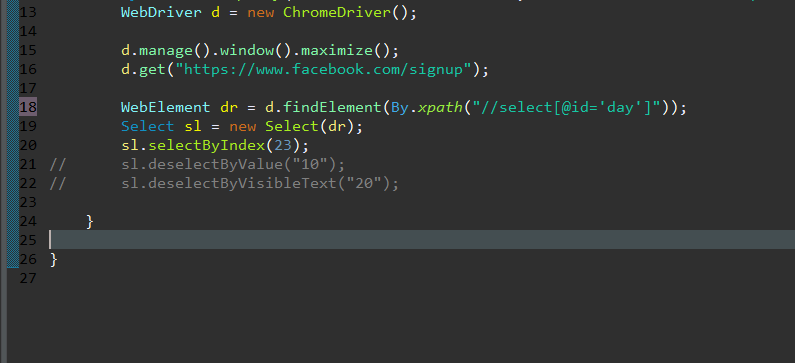 13 WebDriver d = new ChromeDriver();
14
15 d.manage().window().maximize();
16 d.get("https://www.facebook.com/signup");
17
18 WebElement dr = d.findElement(By.xpath("//select[@id='day']"));
19 Select sl = new Select(dr);
20 sl.selectByIndex(23);
21 // sl.deselectByValue("10");
22 // sl.deselectByVisibleText("20");
23
24 }
25
26 }
27